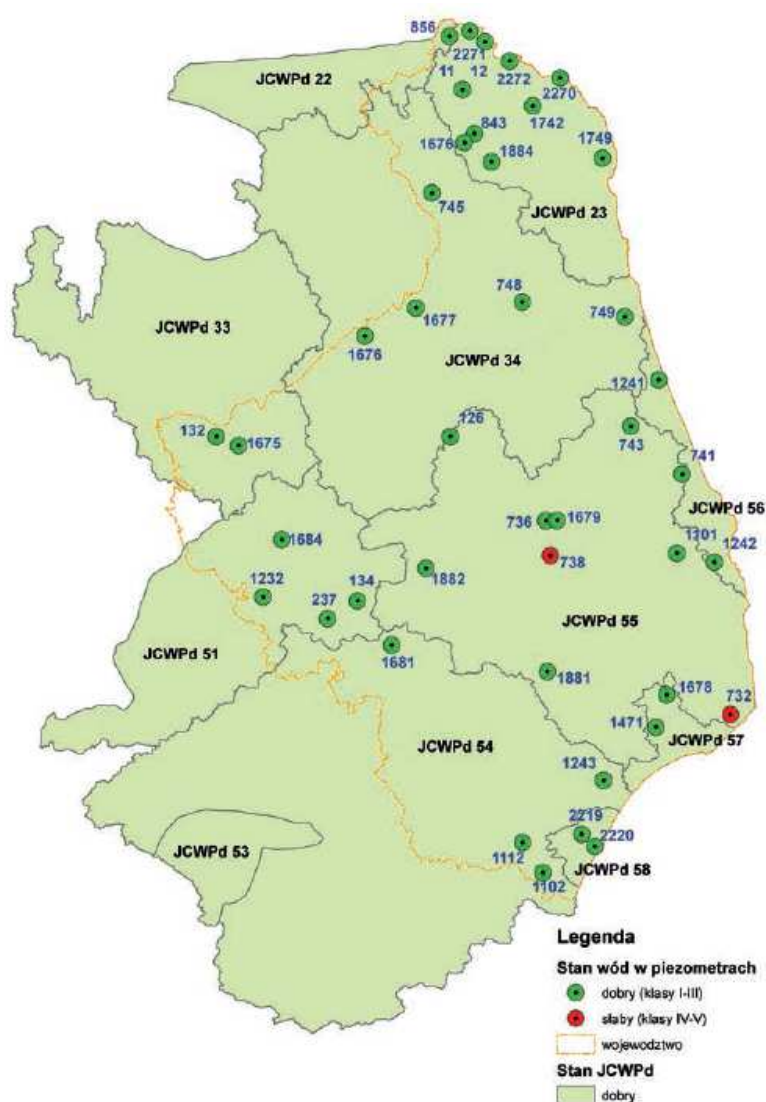 856
2271
11 12
2272
2270
JCWPd 22
843
1742
1676
1884
1749
745
JCWPd 23
748
749
JCWPd 33
1677
1676
JCWPd 34
1241
132
1675
126
743
741
JCWPd 56
736 1679
1684
738
1101
1242
1882
1232
134
237
JCWPd 55
JCWPd 51
1681
1881
1678
732
1471
JCWPd 57
JCWPd 54
1243
2219
2220
JCWPd 53
1112
JCWPd 58
1102
Legenda
Stan wód w piezometrach
dobry (klasy I-III)
słaby (klasy IV-V)
wojewodztwo
Stan JCWPd
dobry